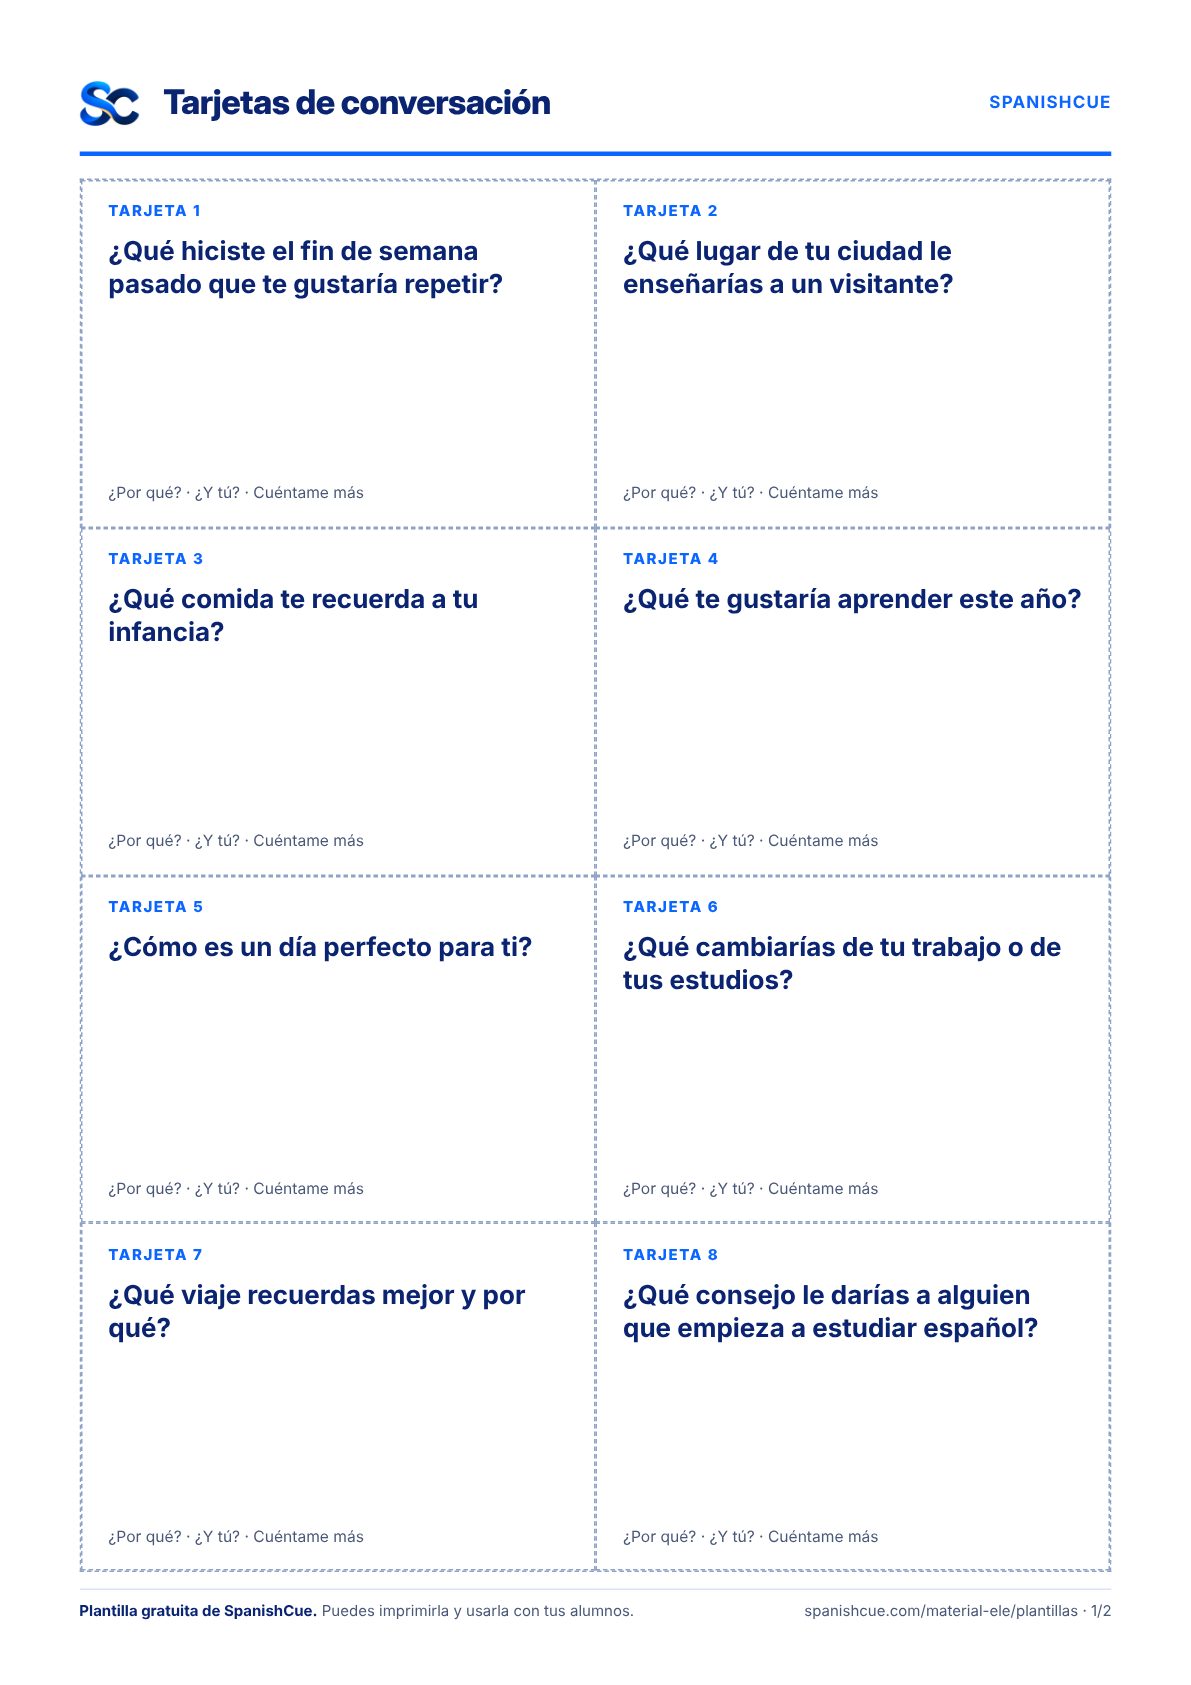 SC Tarjetas de conversación
SPANISHCUE
TARJETA 1
¿Qué hiciste el fin de semana
pasado que te gustaría repetir?
¿Por qué? · ¿Y tú? · Cuéntame más
TARJETA 2
¿Qué lugar de tu ciudad le
enseñarías a un visitante?
¿Por qué? · ¿Y tú? · Cuéntame más
TARJETA 3
¿Qué comida te recuerda a tu
infancia?
¿Por qué? · ¿Y tú? · Cuéntame más
TARJETA 4
¿Qué te gustaría aprender este año?
¿Por qué? · ¿Y tú? · Cuéntame más
TARJETA 5
¿Cómo es un día perfecto para ti?
¿Por qué? · ¿Y tú? · Cuéntame más
TARJETA 6
¿Qué cambiarías de tu trabajo o de
tus estudios?
¿Por qué? · ¿Y tú? · Cuéntame más
TARJETA 7
¿Qué viaje recuerdas mejor y por
qué?
¿Por qué? · ¿Y tú? · Cuéntame más
TARJETA 8
¿Qué consejo le darías a alguien
que empieza a estudiar español?
¿Por qué? · ¿Y tú? · Cuéntame más
Plantilla gratuita de SpanishCue. Puedes imprimirla y usarla con tus alumnos.
spanishcue.com/material-ele/plantillas · 1/2